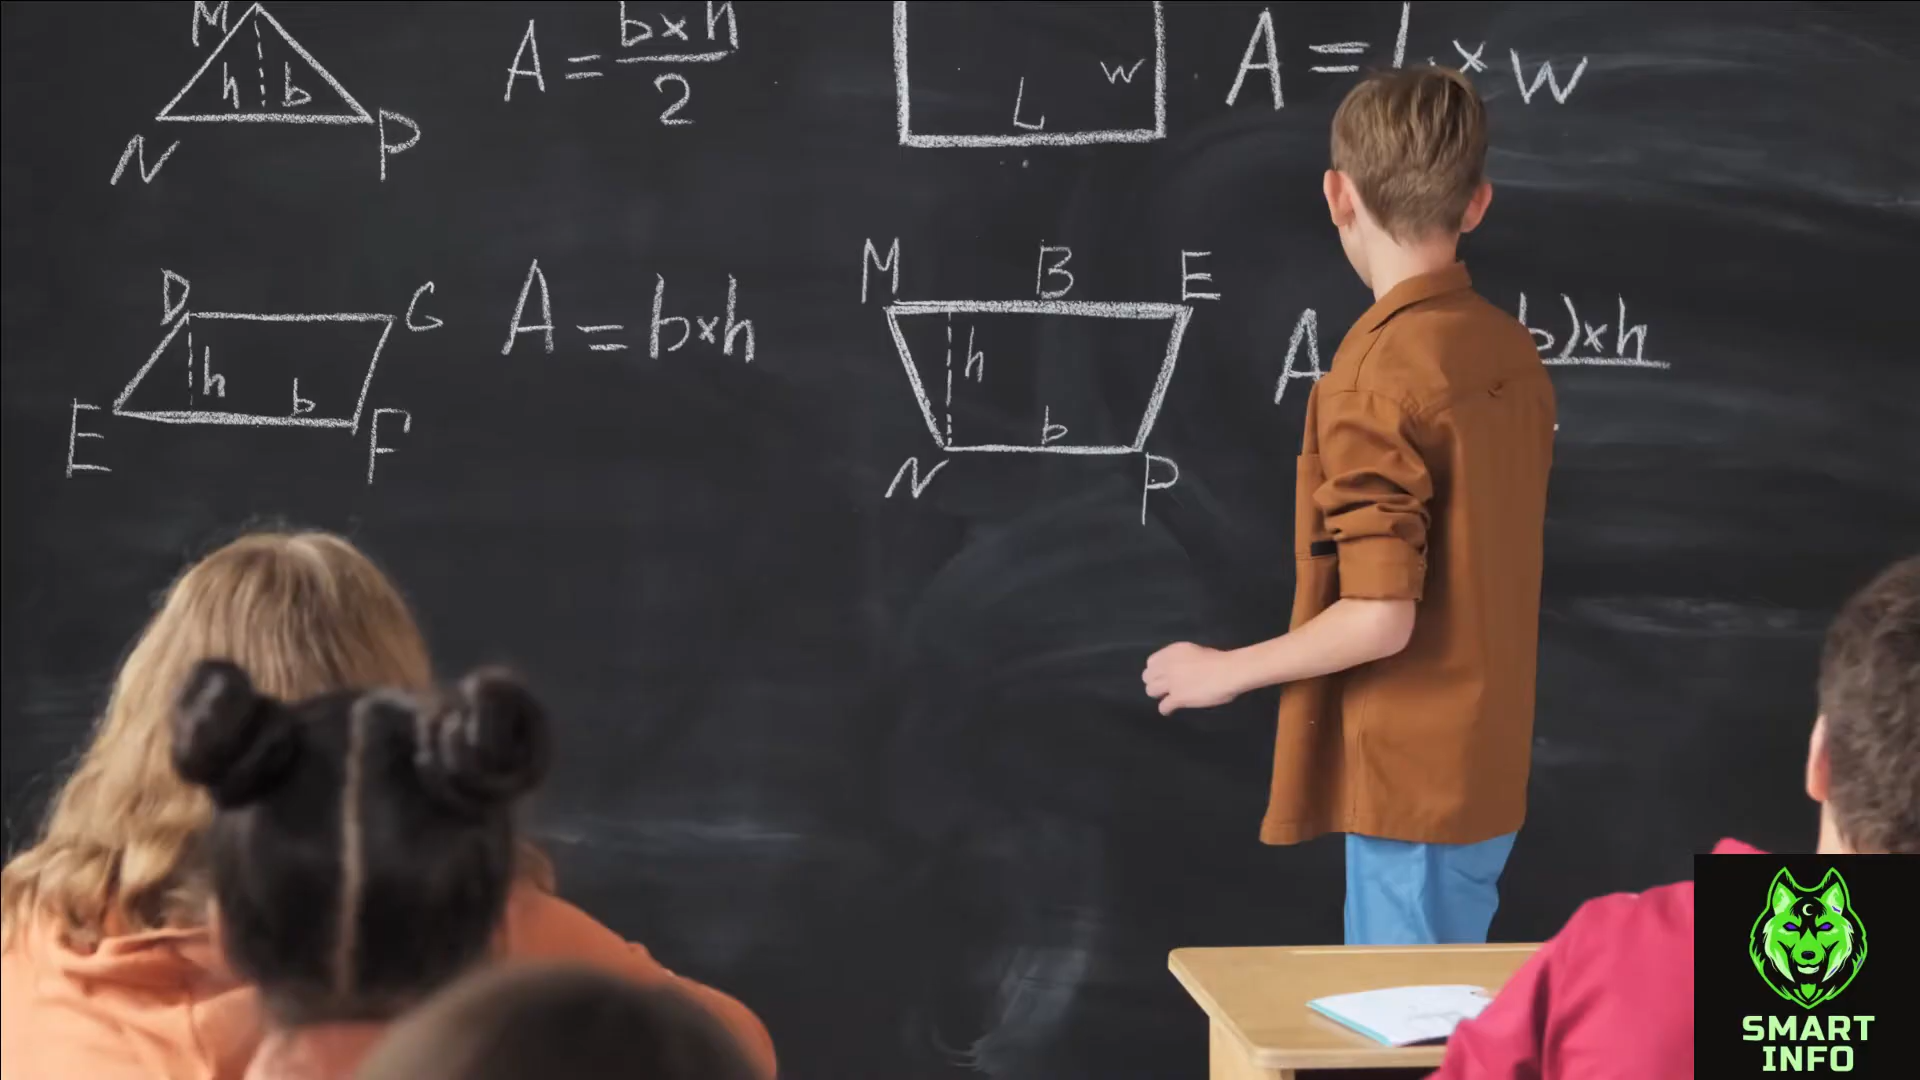 M
h b
N P
A = b×h
2
w
L
A = L × w
D G
h b
E F
A = b×h
M B E
h
b
N P
A b)×h
SMART
INFO